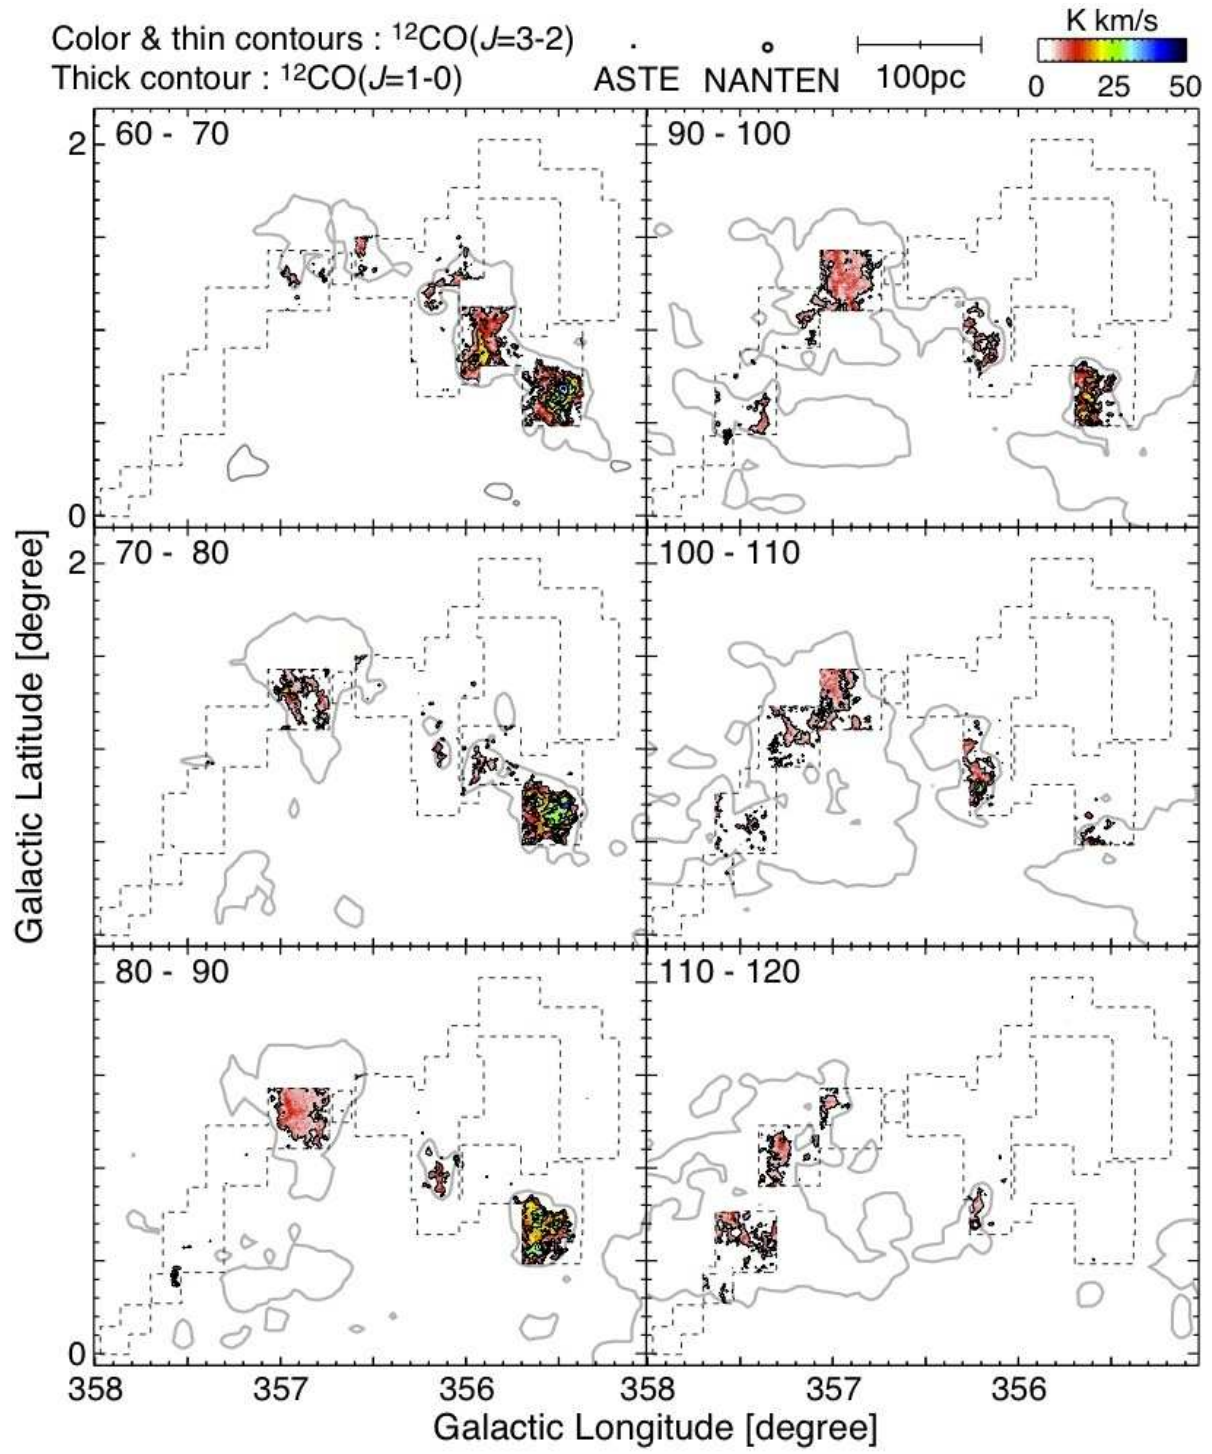 Color & thin contours : ¹²CO(J=3-2)
Thick contour : ¹²CO(J=1-0)
ASTE NANTEN 100pc
K km/s
0 25 50
60 - 70
90 - 100
2
0
70 - 80
100 - 110
2
80 - 90
110 - 120
0
358 357 356 358 357 356
Galactic Latitude [degree]
Galactic Longitude [degree]